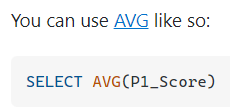 You can use AVG like so:
SELECT AVG(P1_Score)